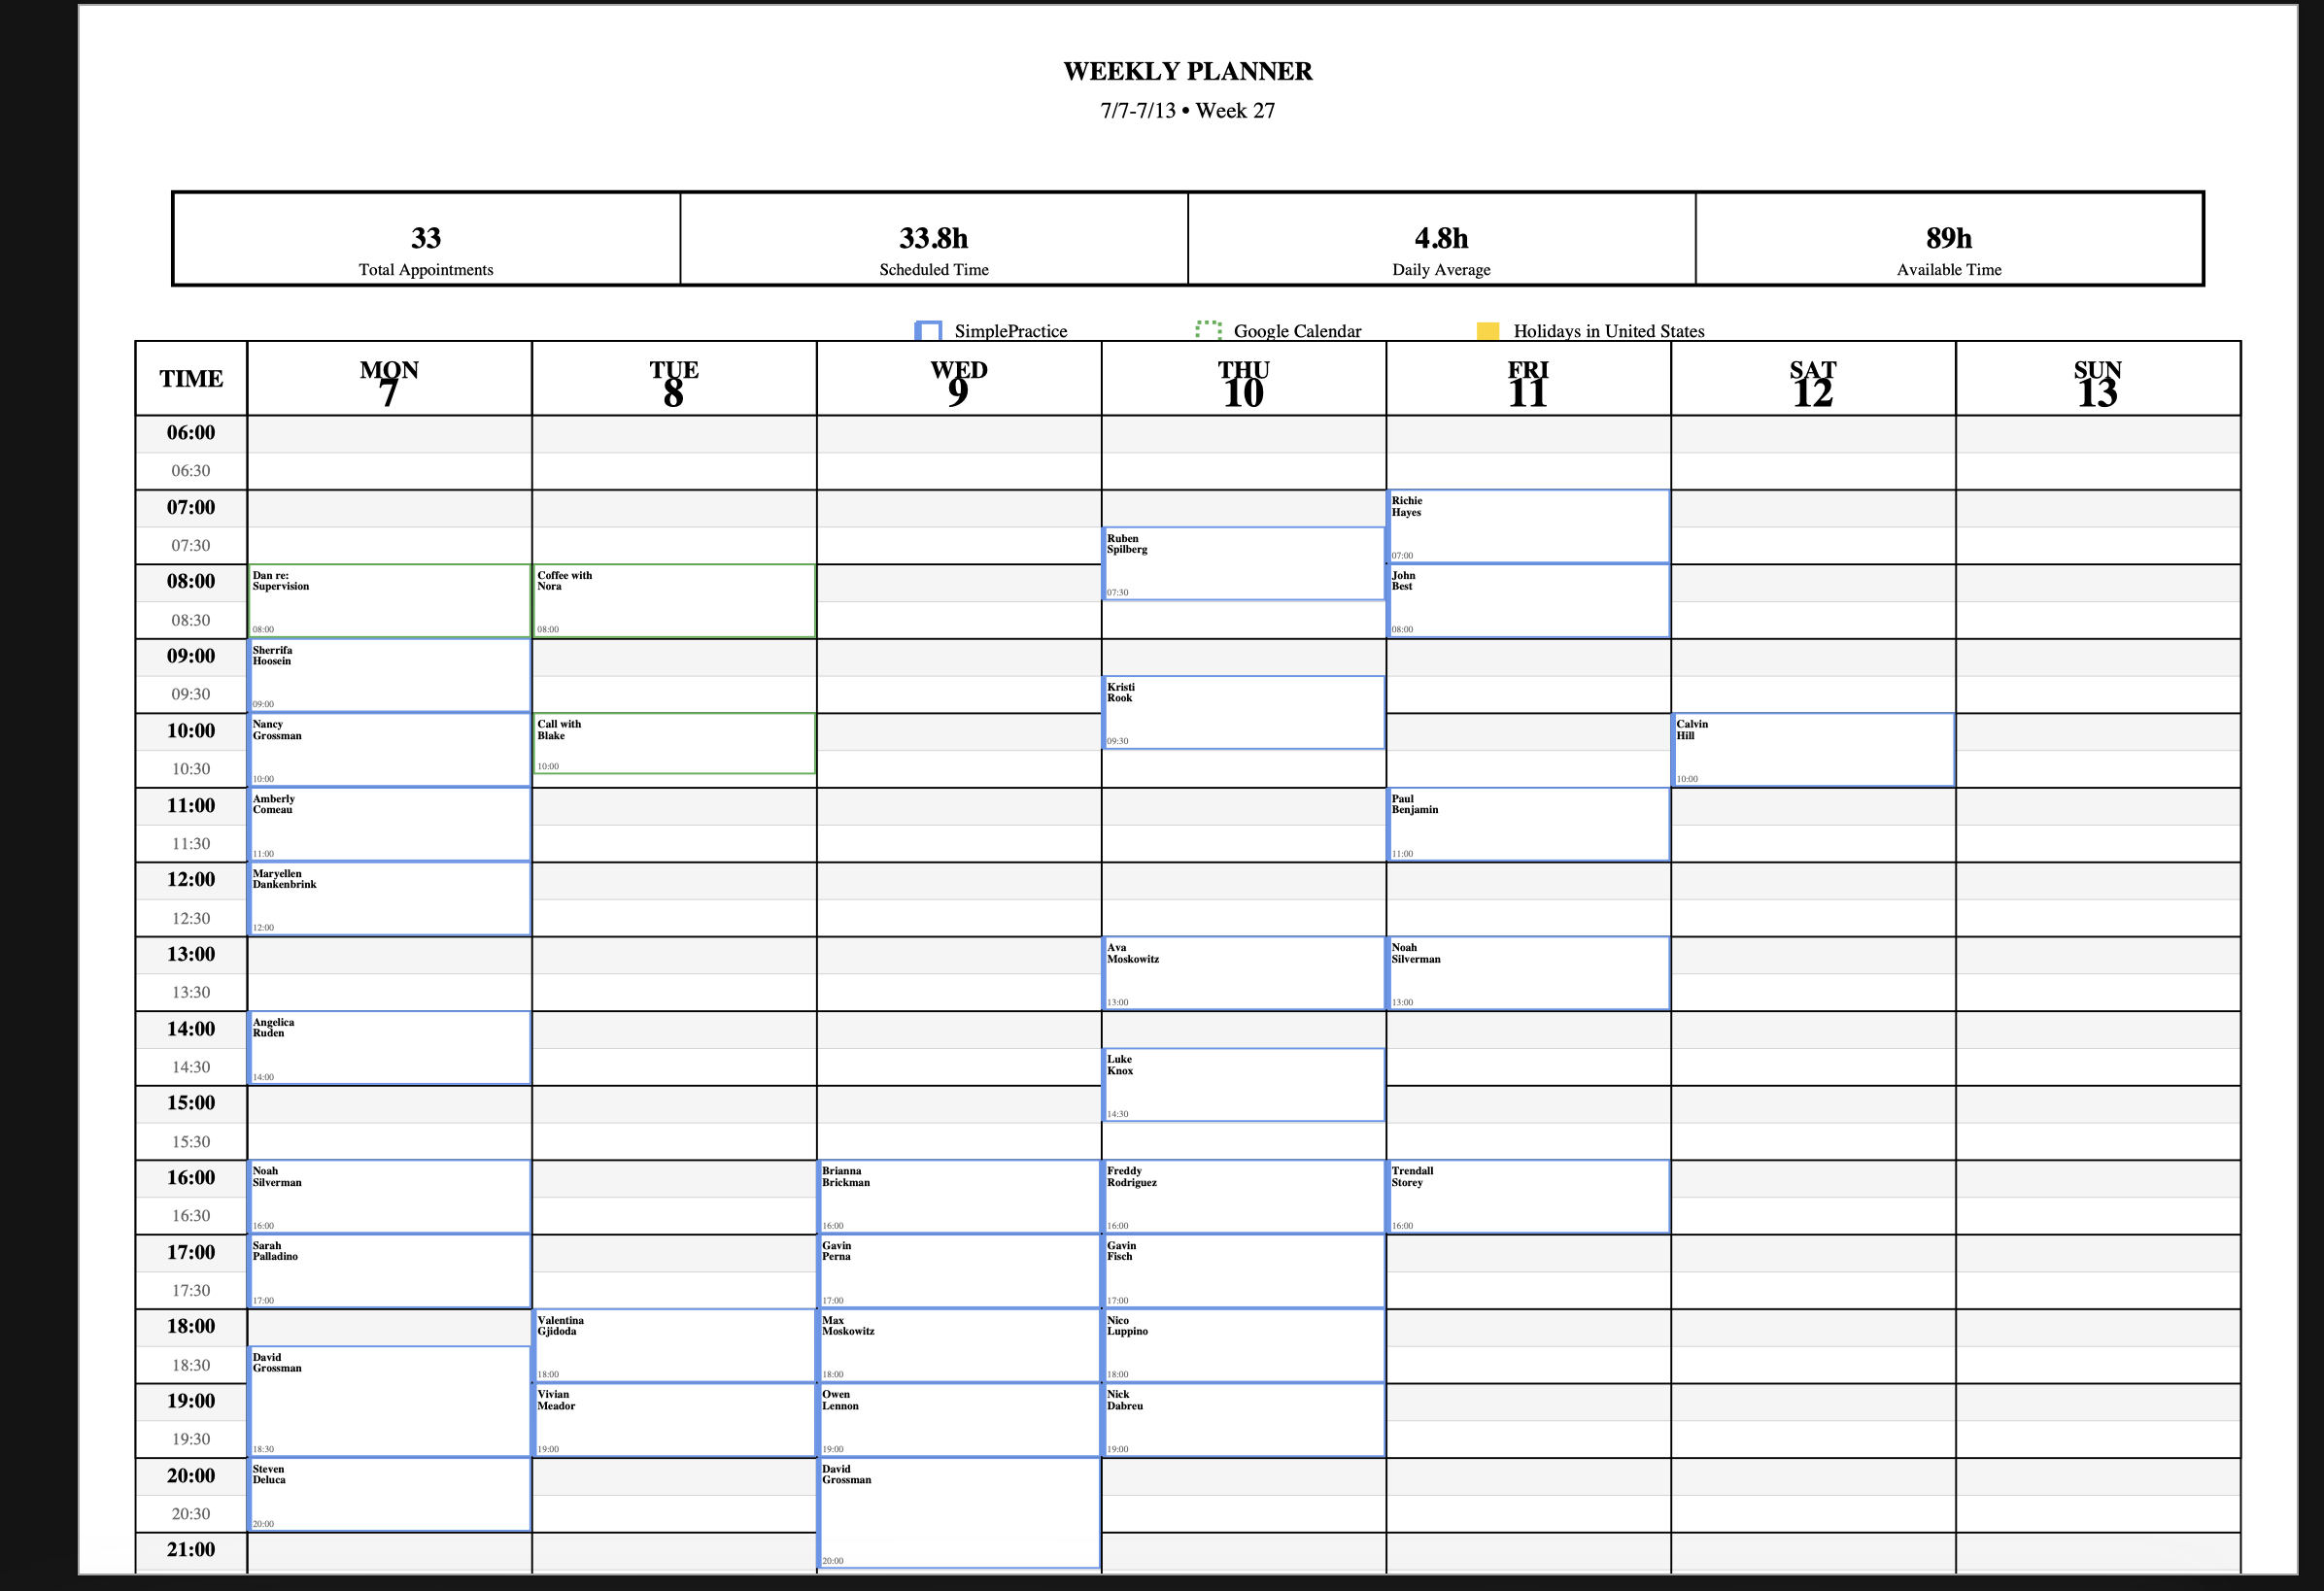 WEEKLY PLANNER
7/7-7/13 • Week 27
33
Total Appointments
33.8h
Scheduled Time
4.8h
Daily Average
89h
Available Time
SimplePractice
Google Calendar
Holidays in United States
TIME
MON
7
TUE
8
WED
9
THU
10
FRI
11
SAT
12
SUN
13
06:00
06:30
07:00
Richie
Hayes
07:00
07:30
Ruben
Spilberg
07:30
08:00
Dan re:
Supervision
08:00
Coffee with
Nora
08:00
John
Best
08:00
08:30
09:00
Sherrifa
Hoosein
09:00
09:30
Kristi
Rook
09:30
10:00
Nancy
Grossman
10:00
Call with
Blake
10:00
Calvin
Hill
10:00
10:30
11:00
Amberly
Comeau
11:00
Paul
Benjamin
11:00
11:30
12:00
Maryellen
Dankenbrink
12:00
12:30
13:00
Ava
Moskowitz
13:00
Noah
Silverman
13:00
13:30
14:00
Angelica
Ruden
14:00
14:30
Luke
Knox
14:30
15:00
15:30
16:00
Noah
Silverman
16:00
Brianna
Brickman
16:00
Freddy
Rodriguez
16:00
Trendall
Storey
16:00
16:30
17:00
Sarah
Palladino
17:00
Gavin
Perna
17:00
Gavin
Fisch
17:00
17:30
18:00
Valentina
Gjidoda
18:00
Max
Moskowitz
18:00
Nico
Luppino
18:00
18:30
David
Grossman
18:30
19:00
Vivian
Meador
19:00
Owen
Lennon
19:00
Nick
Dabreu
19:00
19:30
20:00
Steven
Deluca
20:00
David
Grossman
20:00
20:30
21:00